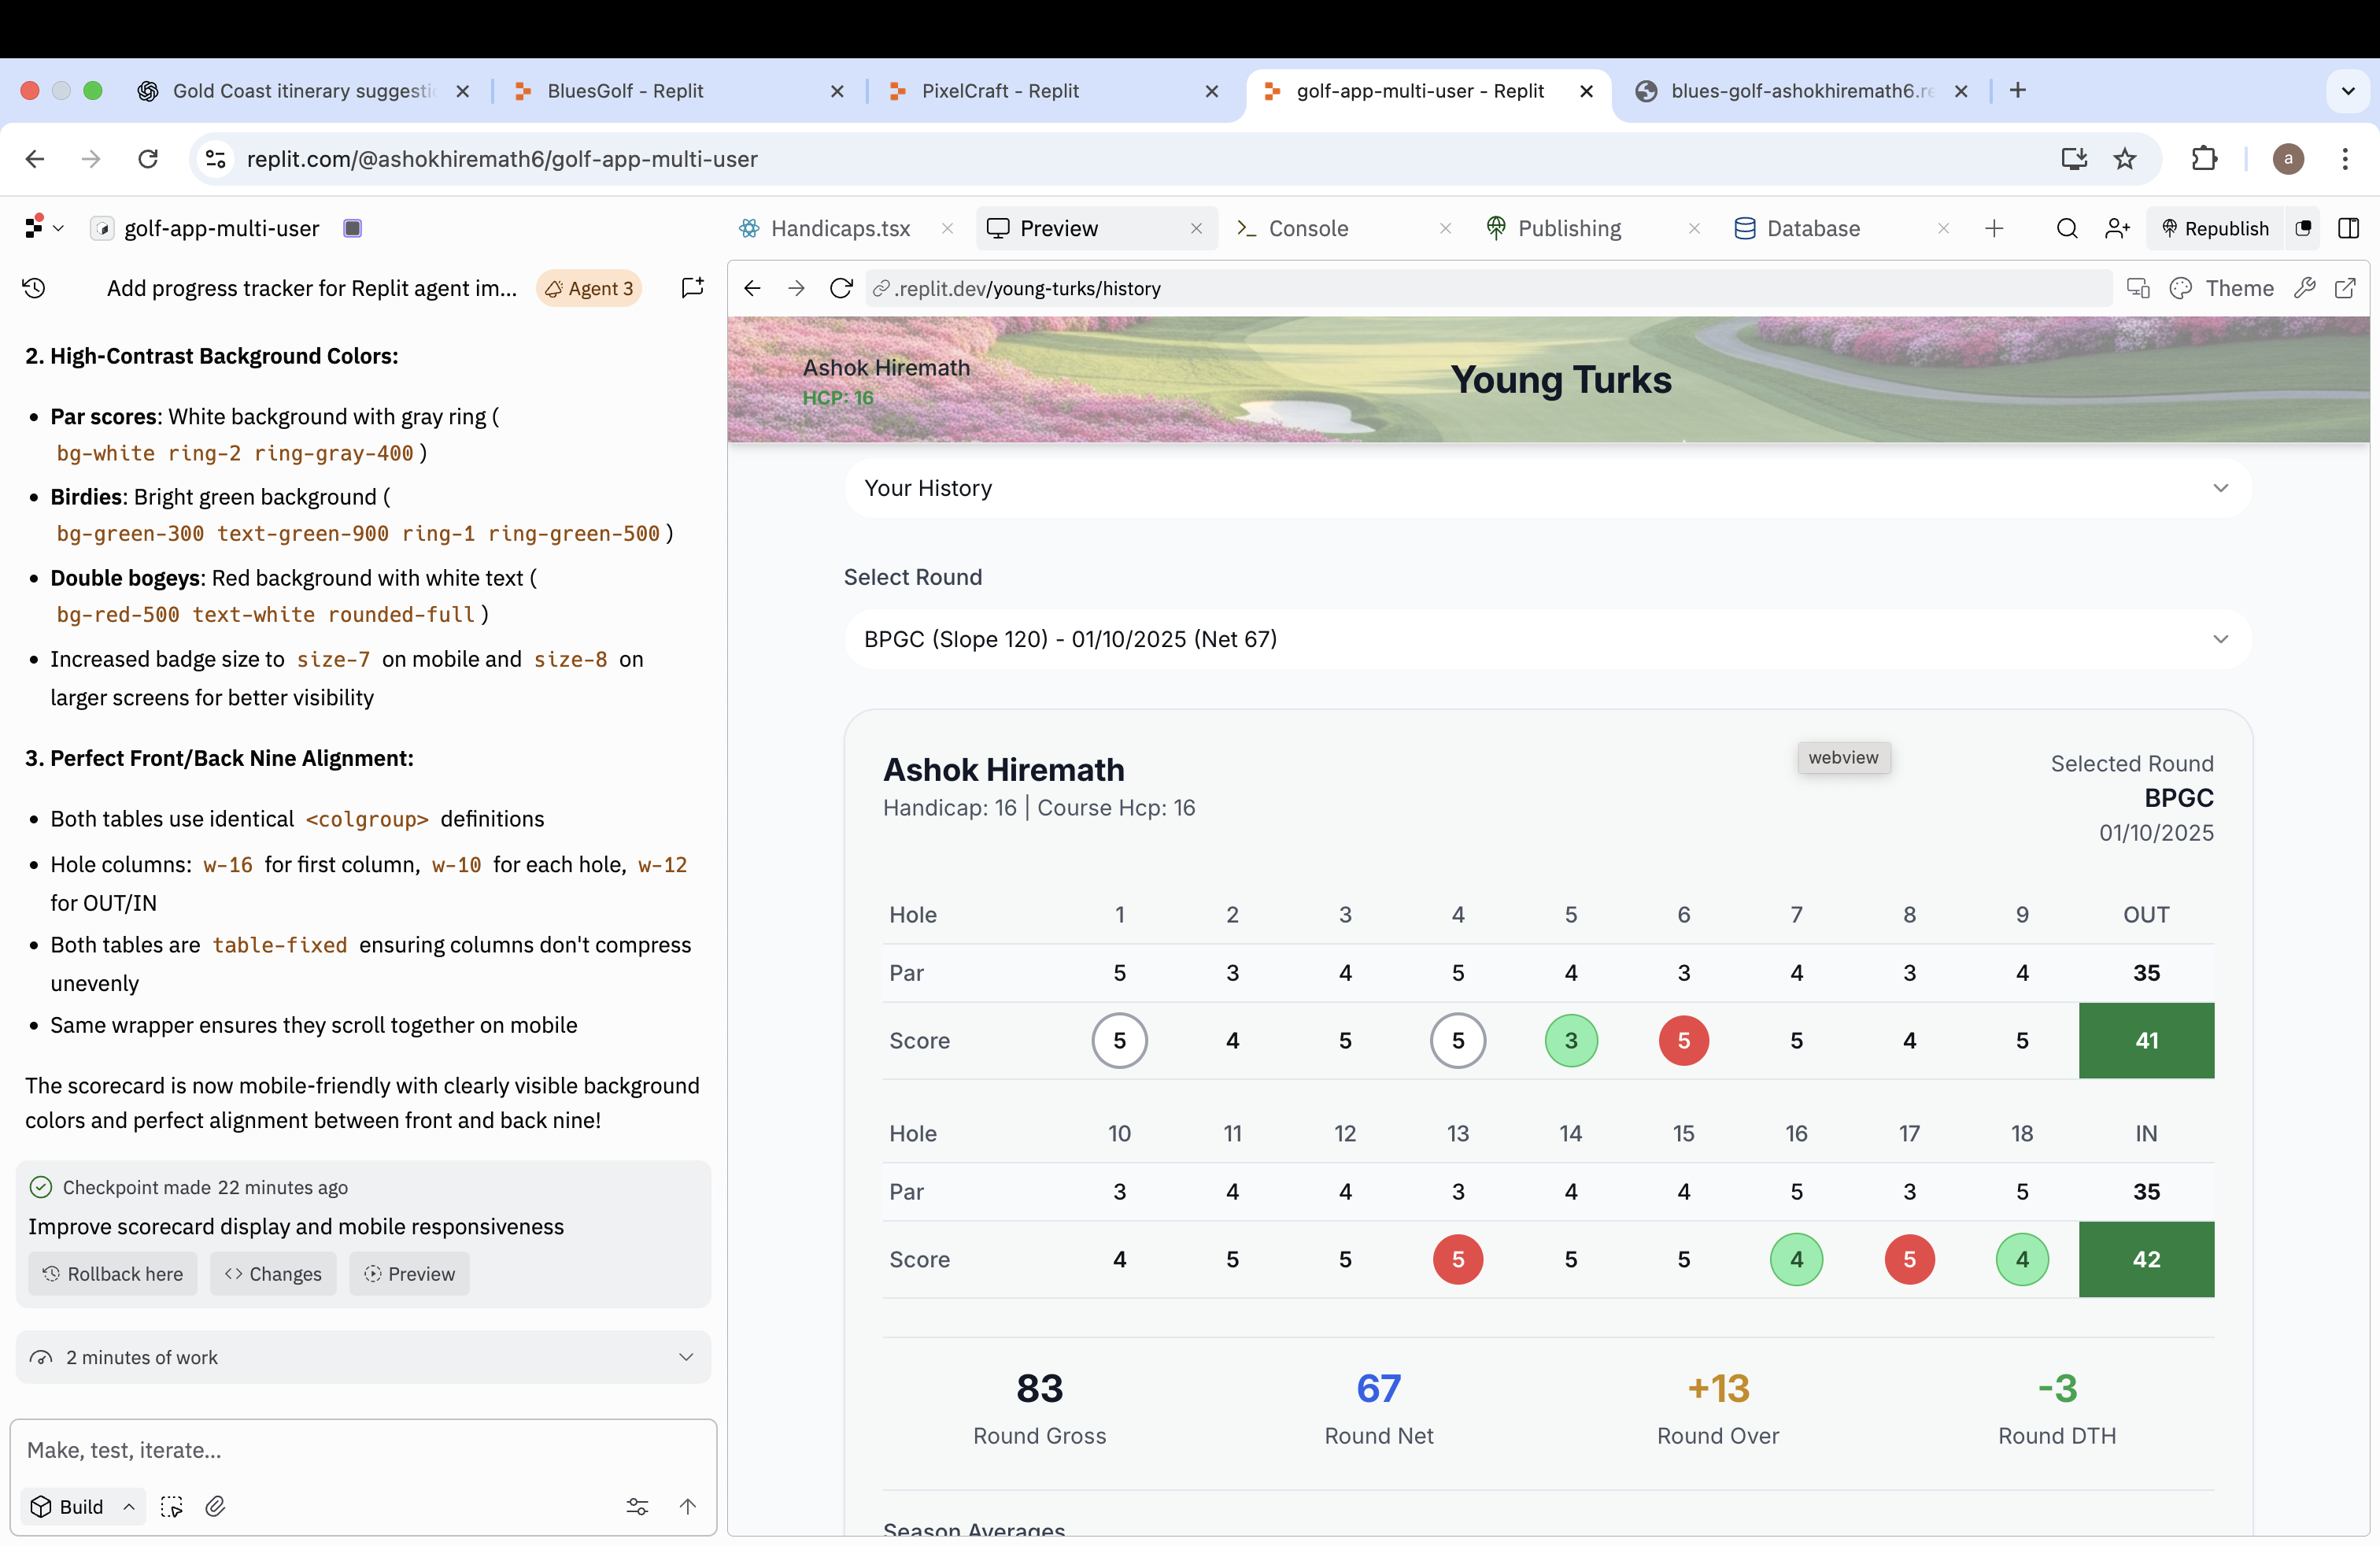 Gold Coast itinerary suggesti
BluesGolf - Replit
PixelCraft - Replit
golf-app-multi-user - Replit
blues-golf-ashokhiremath6.re
replit.com/@ashokhiremath6/golf-app-multi-user
a
golf-app-multi-user
Handicaps.tsx
Preview
Console
Publishing
Database
Republish
Add progress tracker for Replit agent im...
Agent 3
.replit.dev/young-turks/history
Theme
2. High-Contrast Background Colors:
• Par scores: White background with gray ring (
bg-white ring-2 ring-gray-400 )
• Birdies: Bright green background (
bg-green-300 text-green-900 ring-1 ring-green-500 )
• Double bogeys: Red background with white text (
bg-red-500 text-white rounded-full )
• Increased badge size to size-7 on mobile and size-8 on
larger screens for better visibility
3. Perfect Front/Back Nine Alignment:
• Both tables use identical <colgroup> definitions
• Hole columns: w-16 for first column, w-10 for each hole, w-12
for OUT/IN
• Both tables are table-fixed ensuring columns don't compress
unevenly
• Same wrapper ensures they scroll together on mobile
The scorecard is now mobile-friendly with clearly visible background
colors and perfect alignment between front and back nine!
Checkpoint made 22 minutes ago
Improve scorecard display and mobile responsiveness
Rollback here
Changes
Preview
2 minutes of work
Make, test, iterate...
Build
Ashok Hiremath
HCP: 16
Young Turks
Your History
Select Round
BPGC (Slope 120) - 01/10/2025 (Net 67)
Ashok Hiremath
Handicap: 16 | Course Hcp: 16
webview
Selected Round
BPGC
01/10/2025
Hole 1 2 3 4 5 6 7 8 9 OUT
Par 5 3 4 5 4 3 4 3 4 35
Score 5 4 5 5 3 5 5 4 5 41
Hole 10 11 12 13 14 15 16 17 18 IN
Par 3 4 4 3 4 4 5 3 5 35
Score 4 5 5 5 5 5 4 5 4 42
83 67 +13 -3
Round Gross Round Net Round Over Round DTH
Season Averages